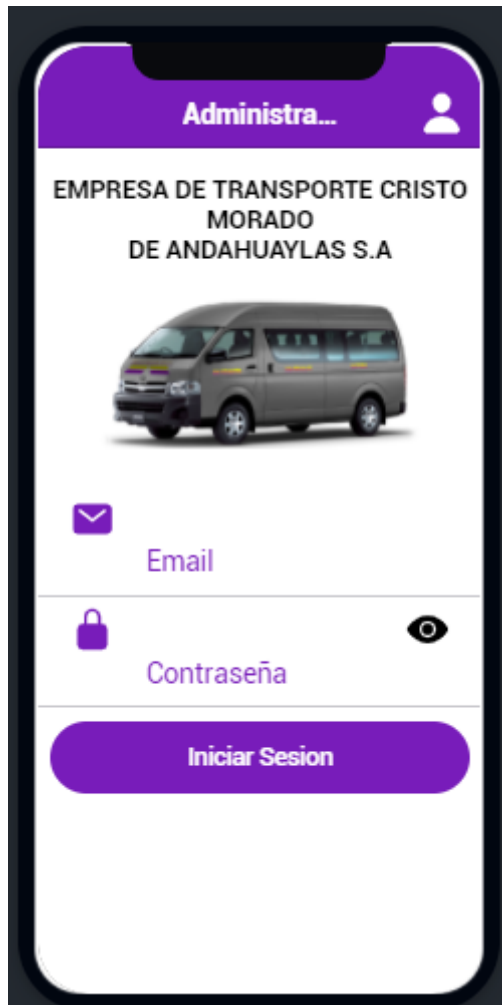 Administra...
EMPRESA DE TRANSPORTE CRISTO
MORADO
DE ANDAHUAYLAS S.A
Email
Contraseña
Iniciar Sesion